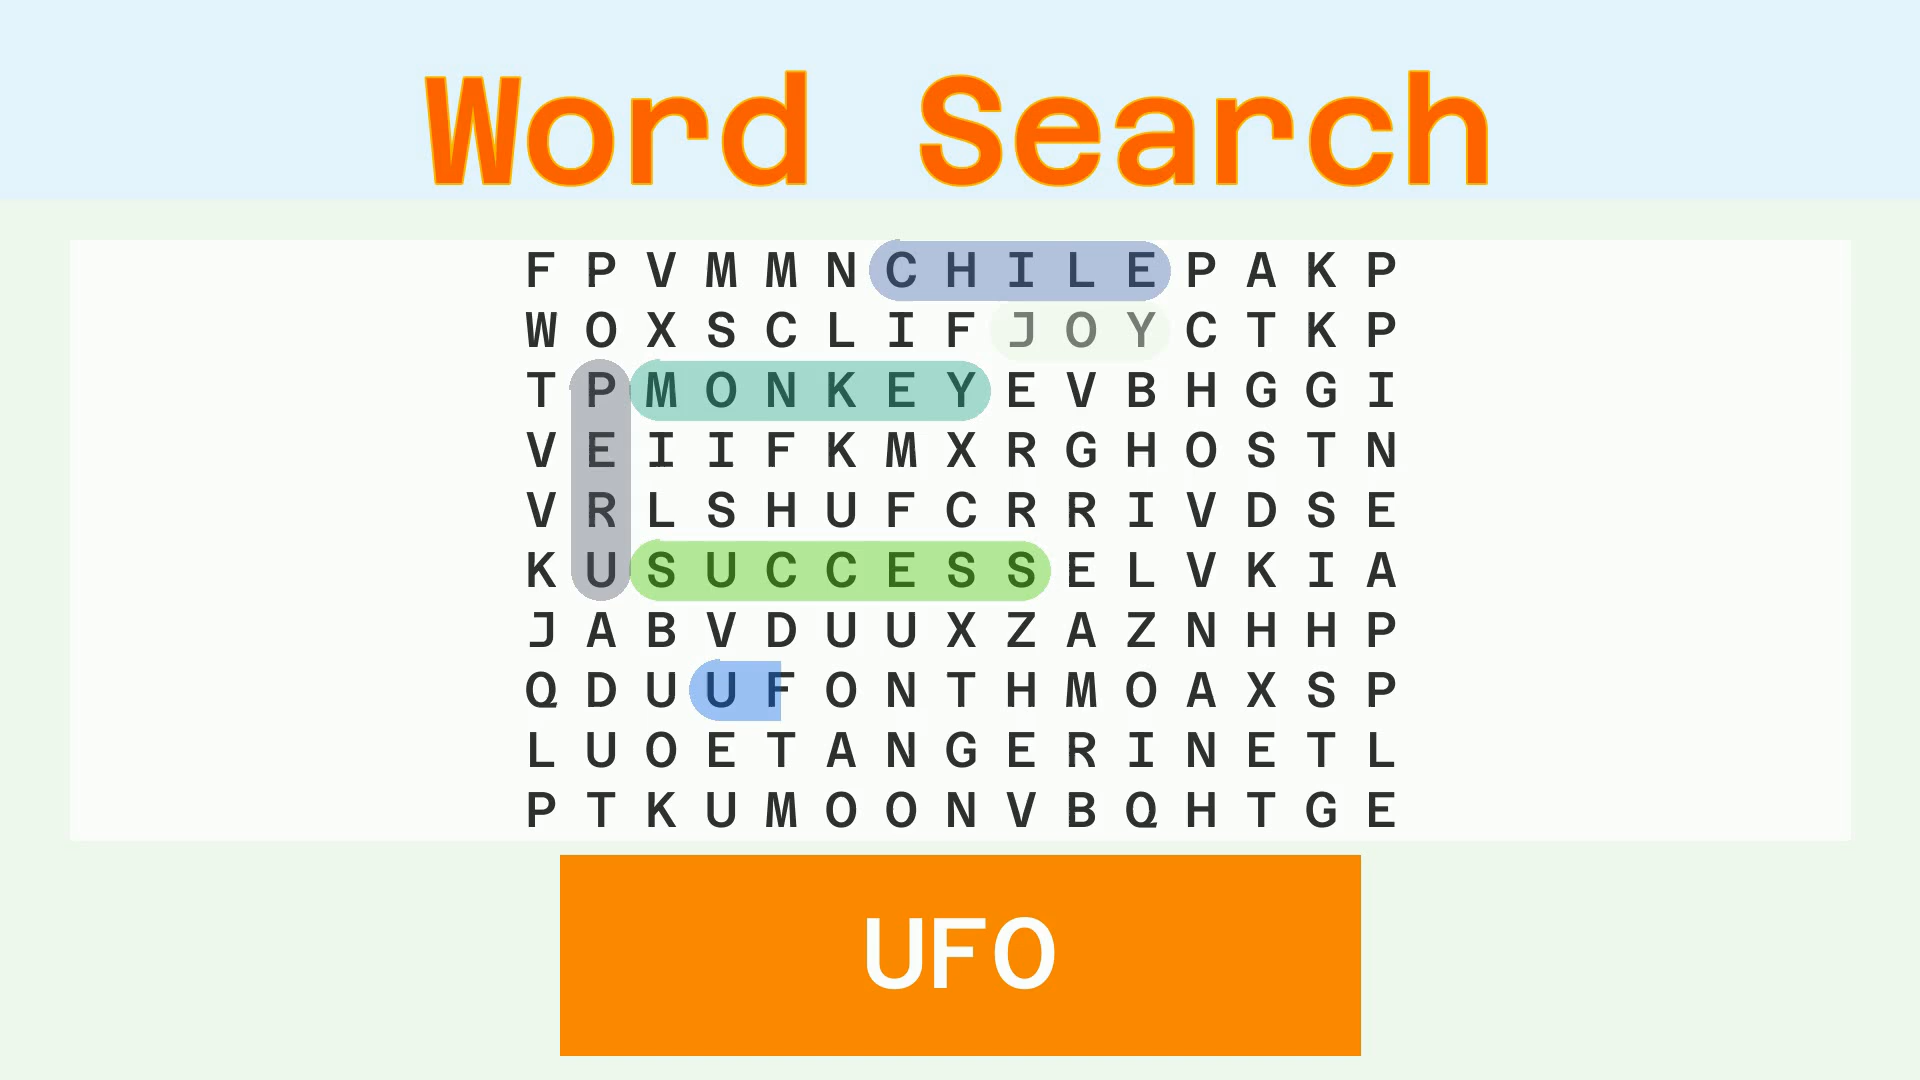 Word Search
F P V M M N C H I L E P A K P
W O X S C L I F J O Y C T K P
T P M O N K E Y E V B H G G I
V E I I F K M X R G H O S T N
V R L S H U F C R R I V D S E
K U S U C C E S S E L V K I A
J A B V D U U X Z A Z N H H P
Q D U U F O N T H M O A X S P
L U O E T A N G E R I N E T L
P T K U M O O N V B Q H T G E
UFO